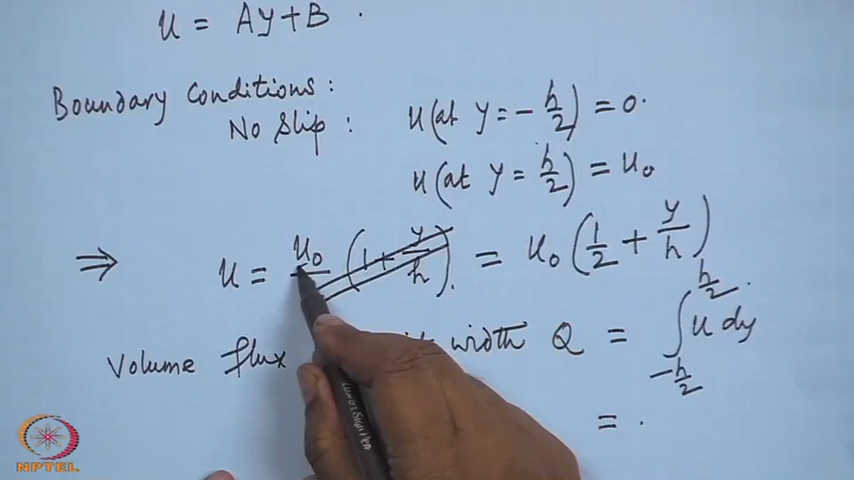 u = Ay + B .
Boundary Conditions :
No Slip : u(at y = - h/2) = 0.
u(at y = h/2) = u₀
⇒ u = u₀ (1 + y/h). = u₀ (1/2 + y/h)
Volume flux width Q = ∫_{-h/2}^{h/2} u dy
= .
NPTEL